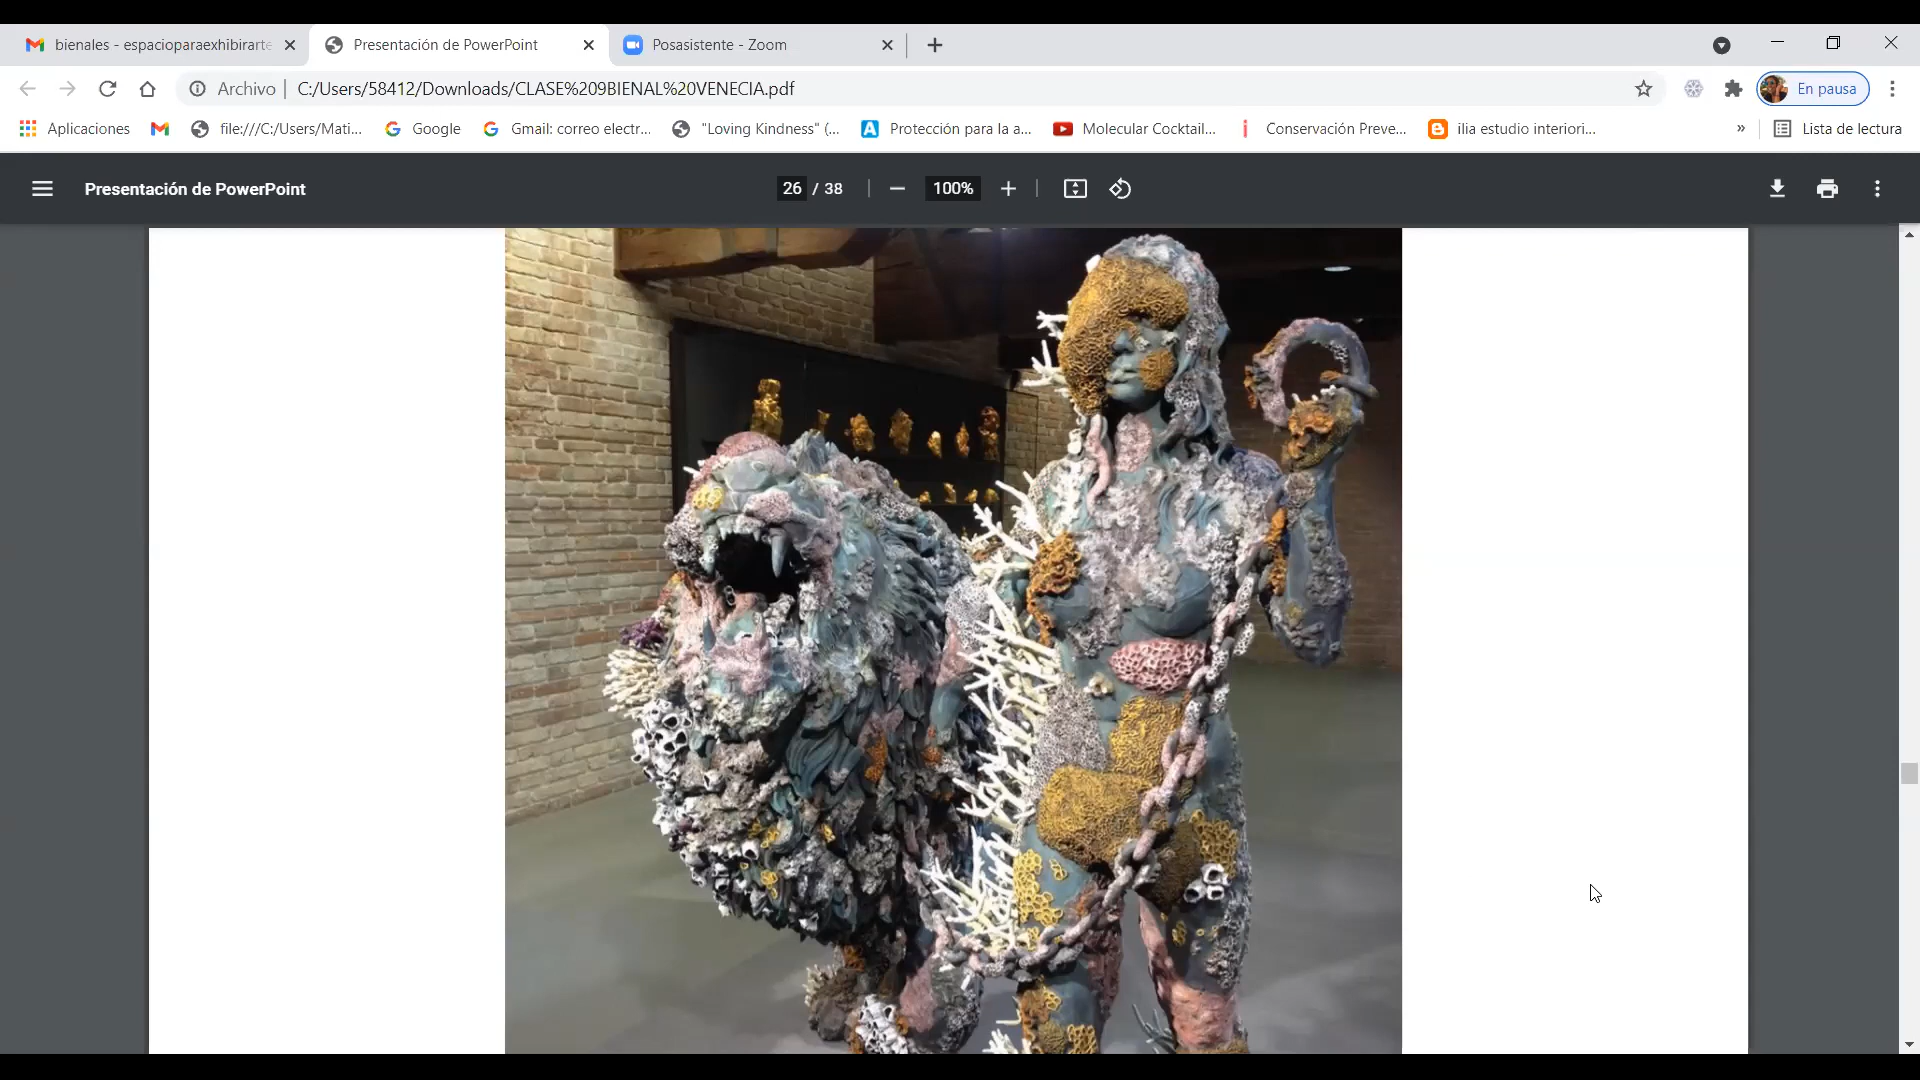 bienales - espacioparaexhibirarte
Presentación de PowerPoint
Posasistente - Zoom
Archivo
C:/Users/58412/Downloads/CLASE%209BIENAL%20VENECIA.pdf
En pausa
Aplicaciones
file:///C:/Users/Mati...
Google
Gmail: correo electr...
"Loving Kindness" (...
Protección para la a...
Molecular Cocktail...
Conservación Preve...
ilia estudio interiori...
»
Lista de lectura
Presentación de PowerPoint
26 / 38
100%